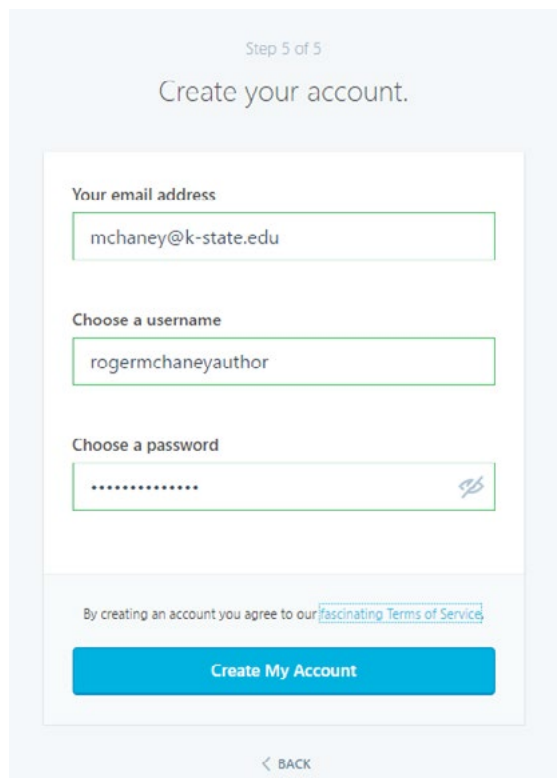 Step 5 of 5
Create your account.
Your email address
mchaney@k-state.edu
Choose a username
rogermchaneyauthor
Choose a password
••••••••••••••
By creating an account you agree to our fascinating Terms of Service.
Create My Account
BACK